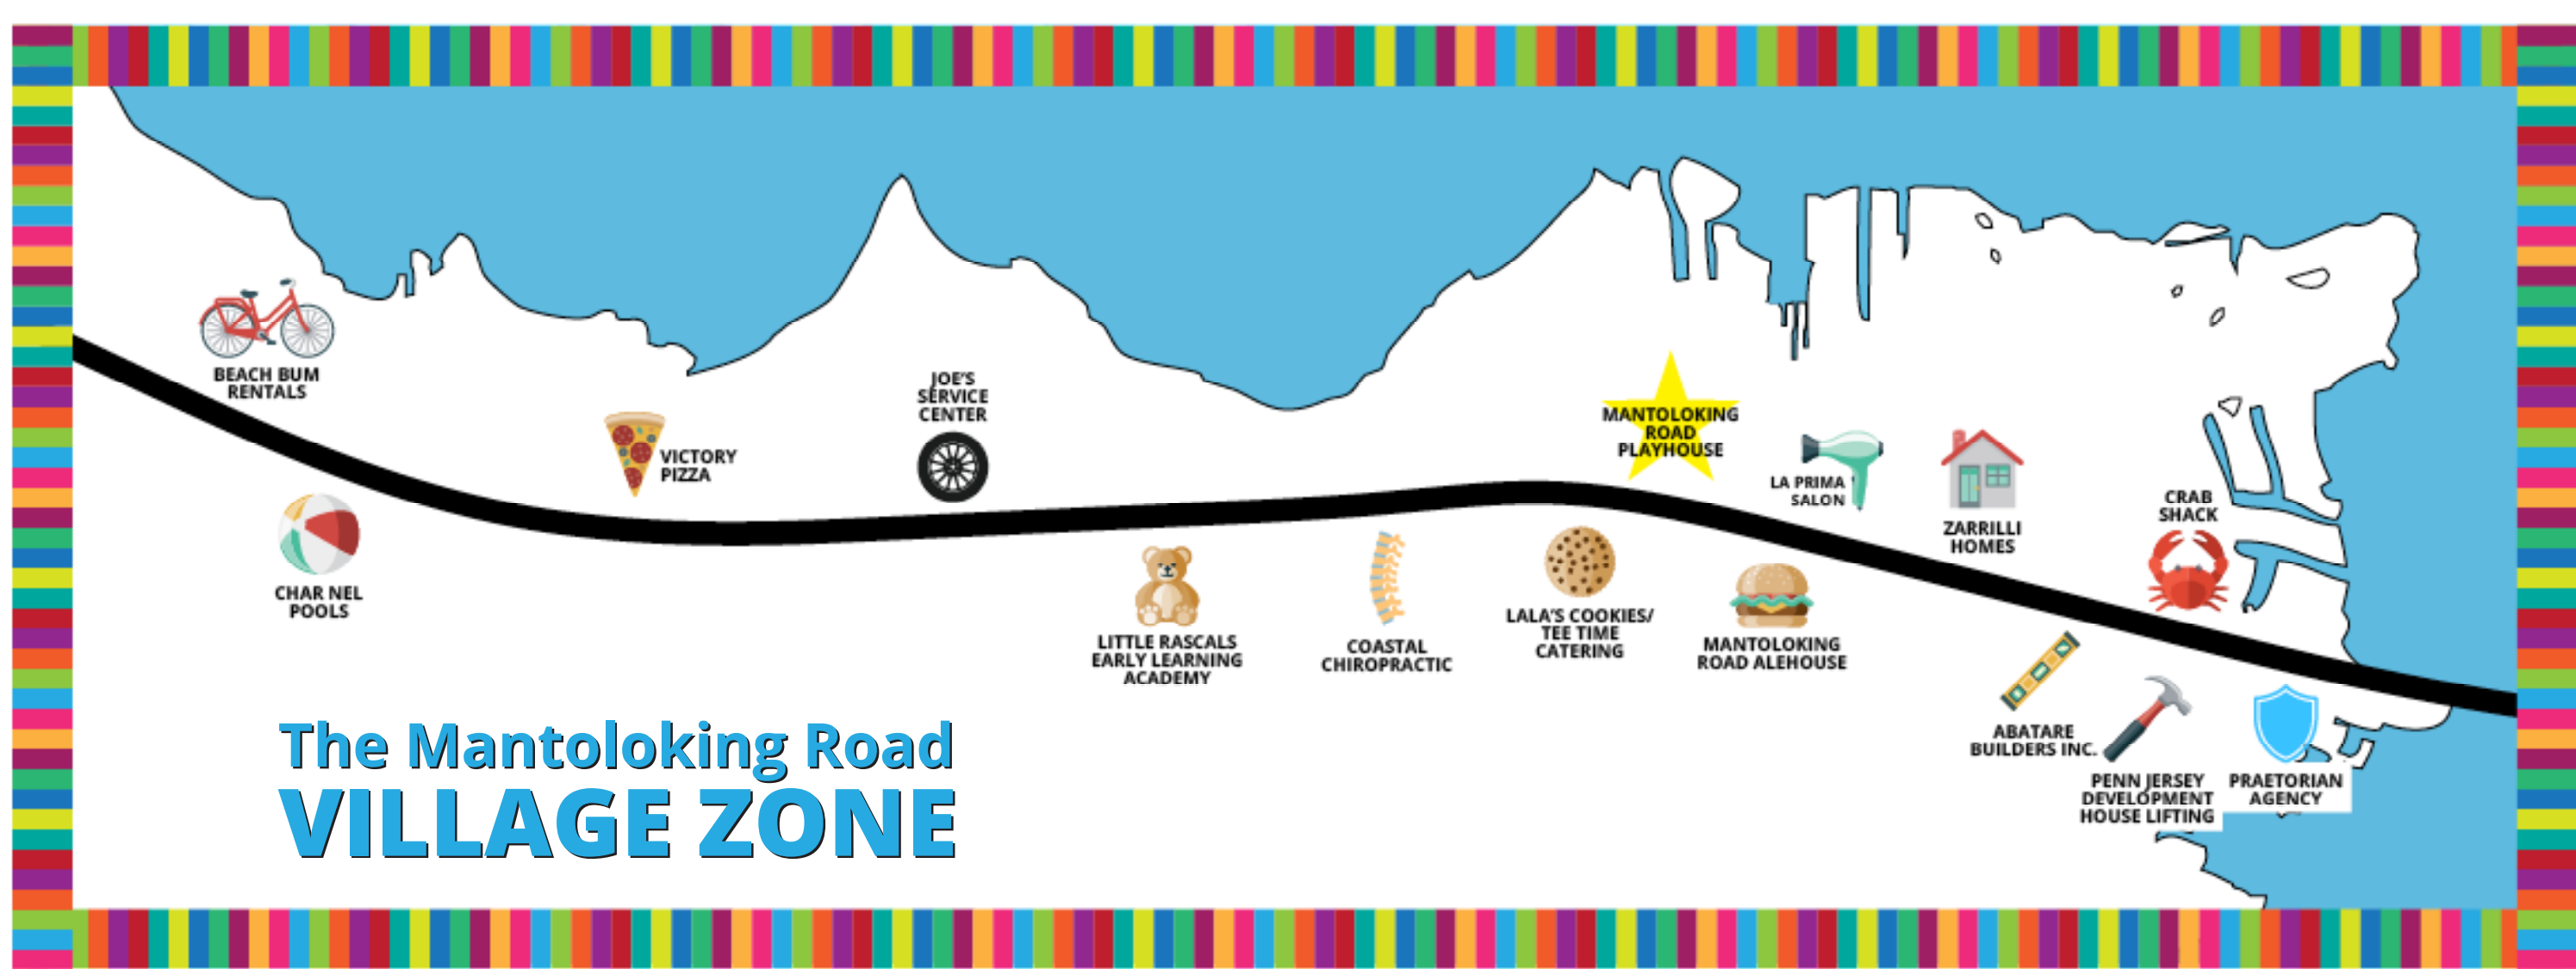 BEACH BUM
RENTALS
CHAR NEL
POOLS
VICTORY
PIZZA
JOE'S
SERVICE
CENTER
LITTLE RASCALS
EARLY LEARNING
ACADEMY
COASTAL
CHIROPRACTIC
LALA'S COOKIES/
TEE TIME
CATERING
MANTOLOKING
ROAD
PLAYHOUSE
MANTOLOKING
ROAD ALEHOUSE
LA PRIMA
SALON
ZARRILLI
HOMES
CRAB
SHACK
ABATARE
BUILDERS INC.
PENN JERSEY
DEVELOPMENT
HOUSE LIFTING
PRAETORIAN
AGENCY
The Mantoloking Road
VILLAGE ZONE